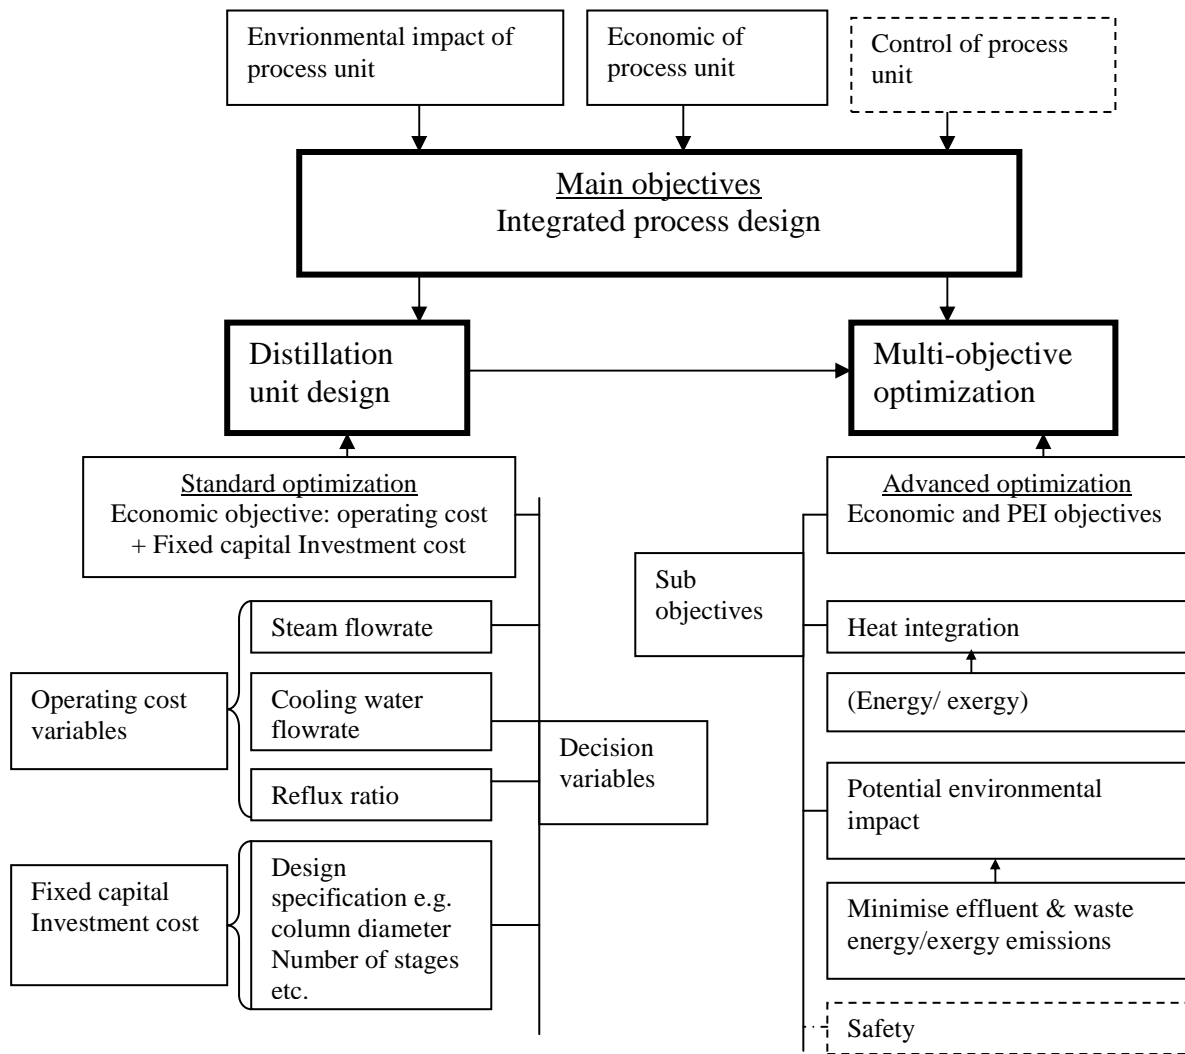 Envrionmental impact of
process unit
Economic of
process unit
Control of process
unit
Main objectives
Integrated process design
Distillation
unit design
Multi-objective
optimization
Standard optimization
Economic objective: operating cost
+ Fixed capital Investment cost
Advanced optimization
Economic and PEI objectives
Sub
objectives
Steam flowrate
Heat integration
Operating cost
variables
Cooling water
flowrate
(Energy/ exergy)
Decision
variables
Reflux ratio
Potential environmental
impact
Fixed capital
Investment cost
Design
specification e.g.
column diameter
Number of stages
etc.
Minimise effluent & waste
energy/exergy emissions
Safety